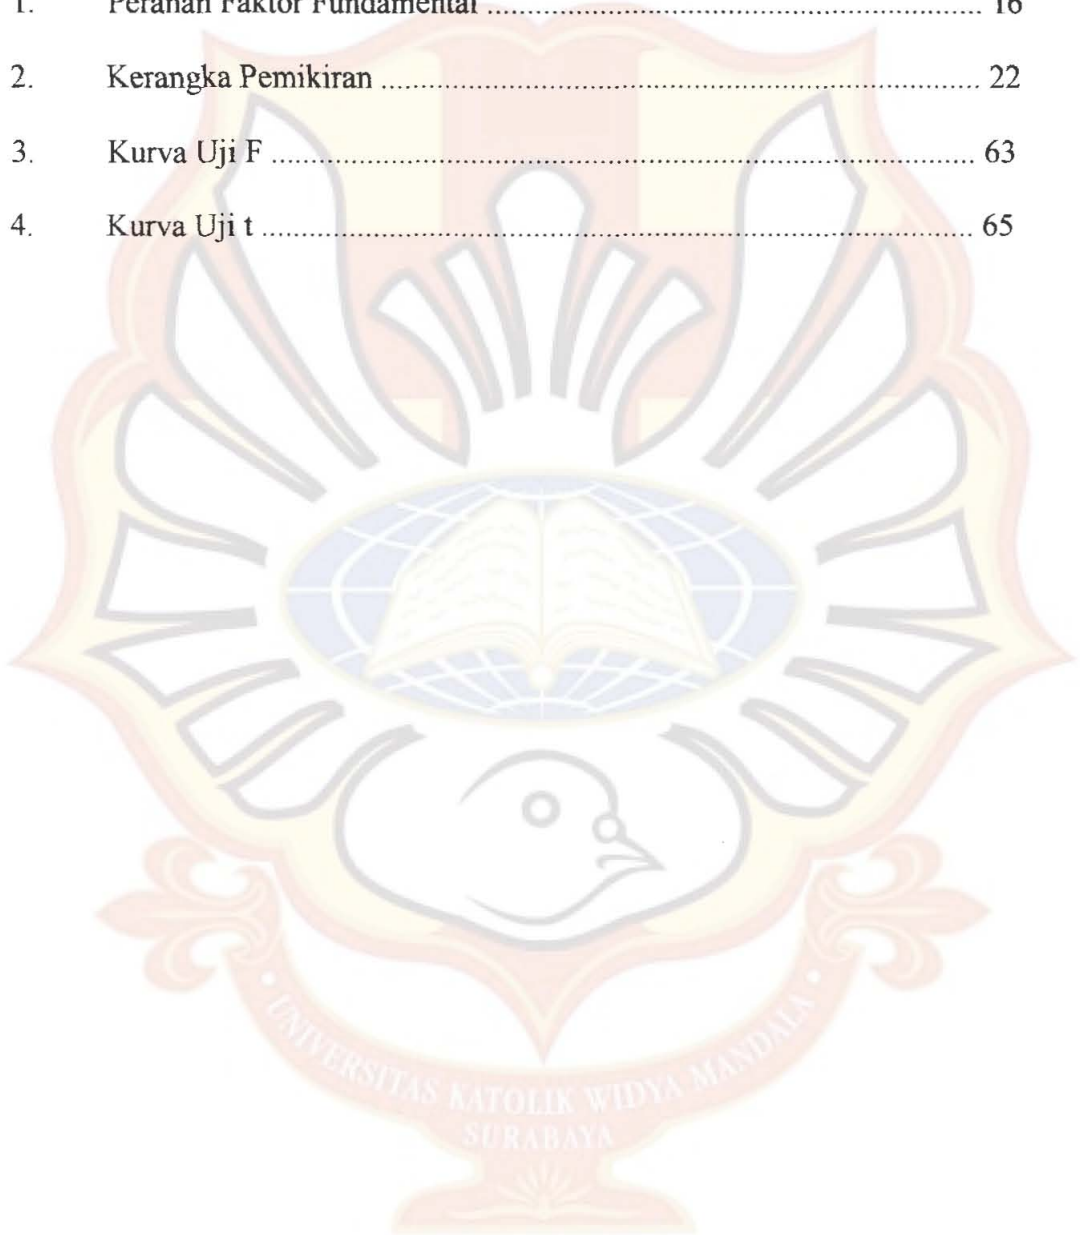 1. Peranan Faktor Fundamental ........................................................................ 16
2. Kerangka Pemikiran ........................................................................ 22
3. Kurva Uji F ........................................................................ 63
4. Kurva Uji t ........................................................................ 65
• UNIVERSITAS KATOLIK WIDYA MANDALA •
SURABAYA